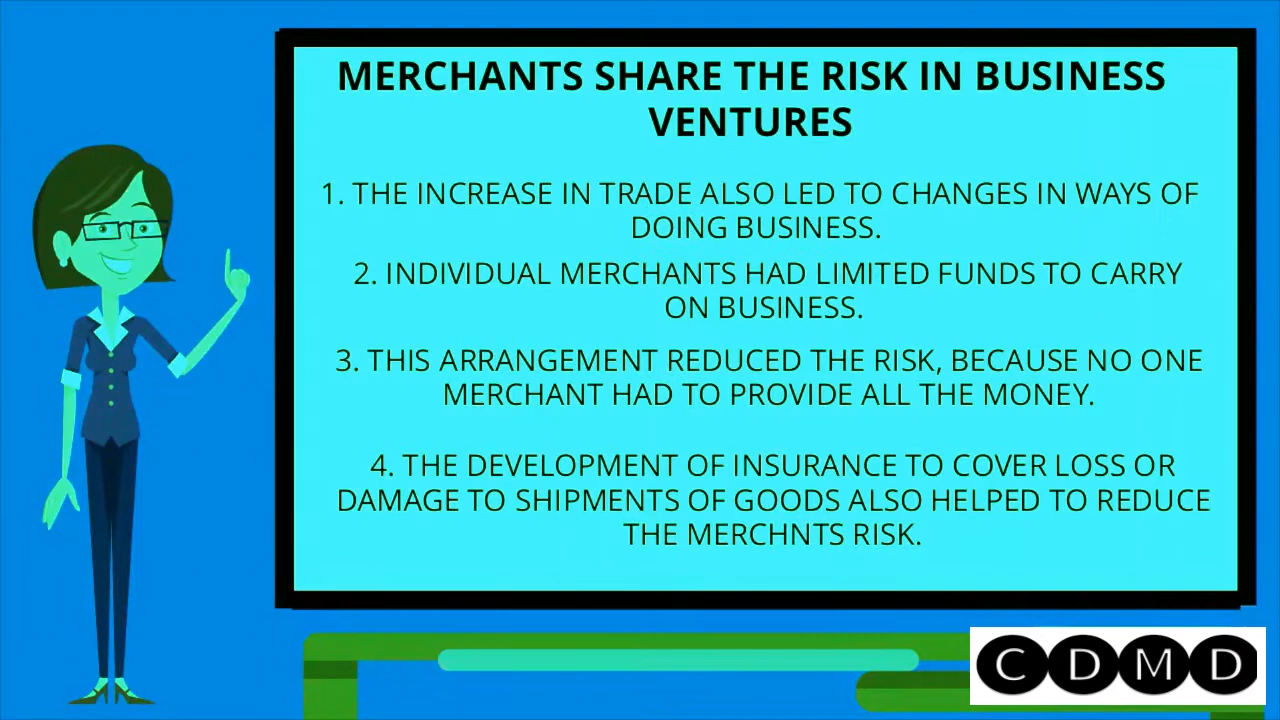 MERCHANTS SHARE THE RISK IN BUSINESS
VENTURES
1. THE INCREASE IN TRADE ALSO LED TO CHANGES IN WAYS OF
DOING BUSINESS.
2. INDIVIDUAL MERCHANTS HAD LIMITED FUNDS TO CARRY
ON BUSINESS.
3. THIS ARRANGEMENT REDUCED THE RISK, BECAUSE NO ONE
MERCHANT HAD TO PROVIDE ALL THE MONEY.
4. THE DEVELOPMENT OF INSURANCE TO COVER LOSS OR
DAMAGE TO SHIPMENTS OF GOODS ALSO HELPED TO REDUCE
THE MERCHNTS RISK.
CDMD